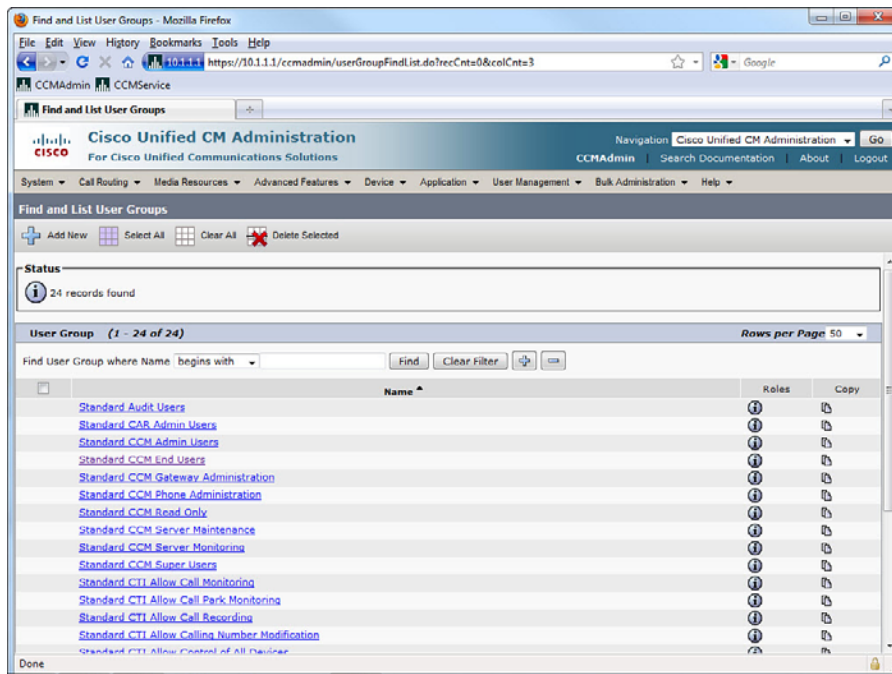 Find and List User Groups - Mozilla Firefox
File Edit View History Bookmarks Tools Help
10.1.1.1 https://10.1.1.1/ccmadmin/userGroupFindList.do?recCnt=0&colCnt=3 Google
CCMAdmin CCMService
Find and List User Groups
CISCO Cisco Unified CM Administration Navigation Cisco Unified CM Administration Go
For Cisco Unified Communications Solutions CCMAdmin | Search Documentation | About | Logout
System Call Routing Media Resources Advanced Features Device Application User Management Bulk Administration Help
Find and List User Groups
Add New Select All Clear All Delete Selected
Status
24 records found
User Group (1 - 24 of 24) Rows per Page 50
Find User Group where Name begins with Find Clear Filter
Name Roles Copy
Standard Audit Users
Standard CAR Admin Users
Standard CCM Admin Users
Standard CCM End Users
Standard CCM Gateway Administration
Standard CCM Phone Administration
Standard CCM Read Only
Standard CCM Server Maintenance
Standard CCM Server Monitoring
Standard CCM Super Users
Standard CTI Allow Call Monitoring
Standard CTI Allow Call Park Monitoring
Standard CTI Allow Call Recording
Standard CTI Allow Calling Number Modification
Standard CTI Allow Control of All Devices
Done